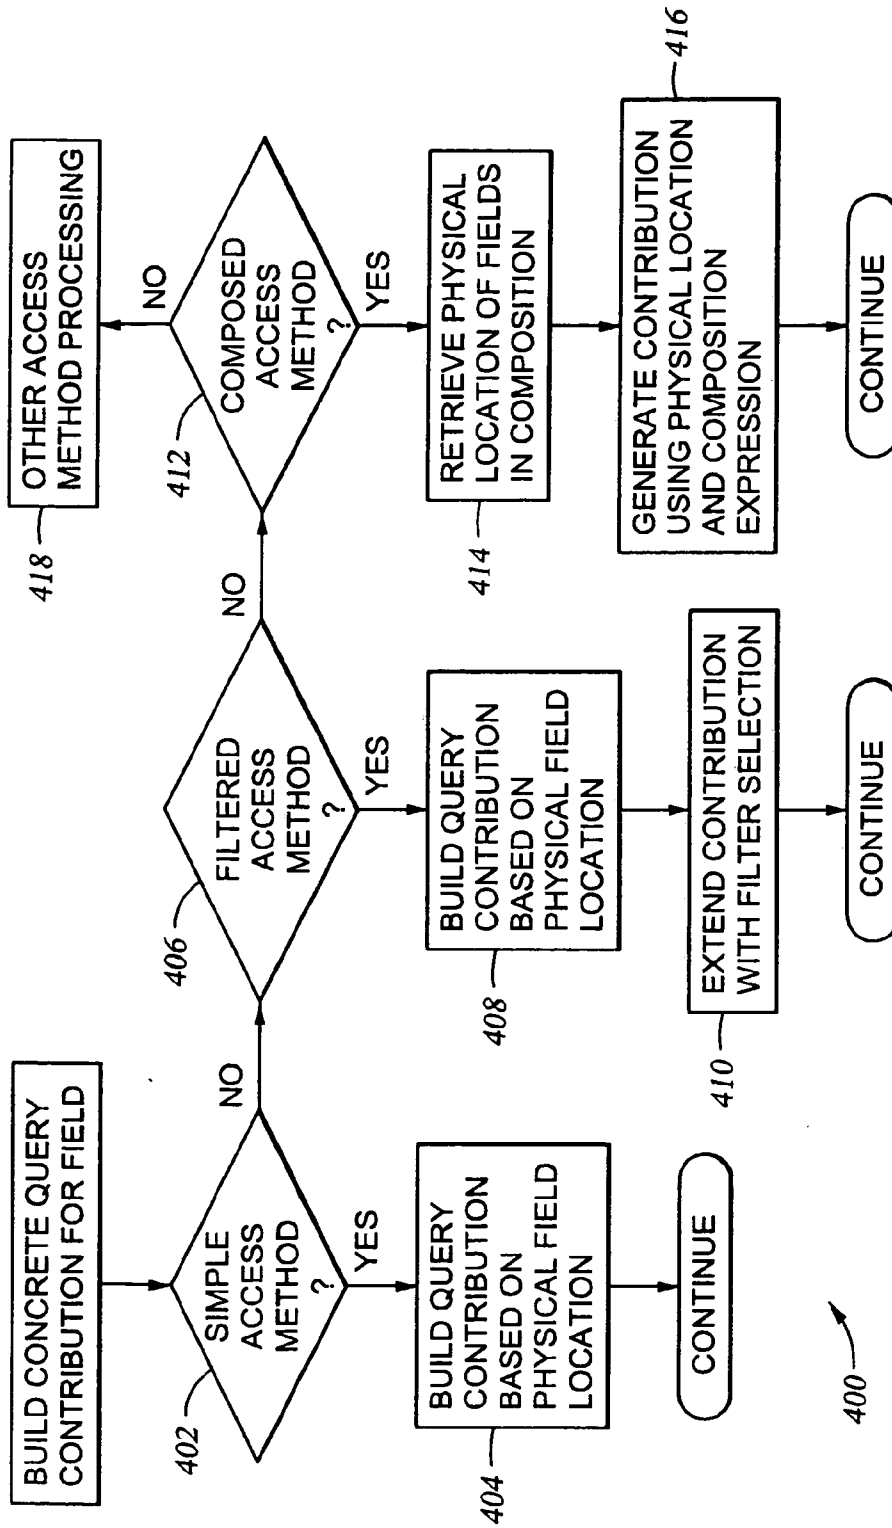 BUILD CONCRETE QUERY
CONTRIBUTION FOR FIELD
402
SIMPLE
ACCESS
METHOD
?
NO
YES
404
BUILD QUERY
CONTRIBUTION
BASED ON
PHYSICAL FIELD
LOCATION
CONTINUE
406
FILTERED
ACCESS
METHOD
?
NO
YES
408
BUILD QUERY
CONTRIBUTION
BASED ON
PHYSICAL FIELD
LOCATION
410
EXTEND CONTRIBUTION
WITH FILTER SELECTION
CONTINUE
418
OTHER ACCESS
METHOD PROCESSING
NO
412
COMPOSED
ACCESS
METHOD
?
YES
414
RETRIEVE PHYSICAL
LOCATION OF FIELDS
IN COMPOSITION
416
GENERATE CONTRIBUTION
USING PHYSICAL LOCATION
AND COMPOSITION
EXPRESSION
CONTINUE
400